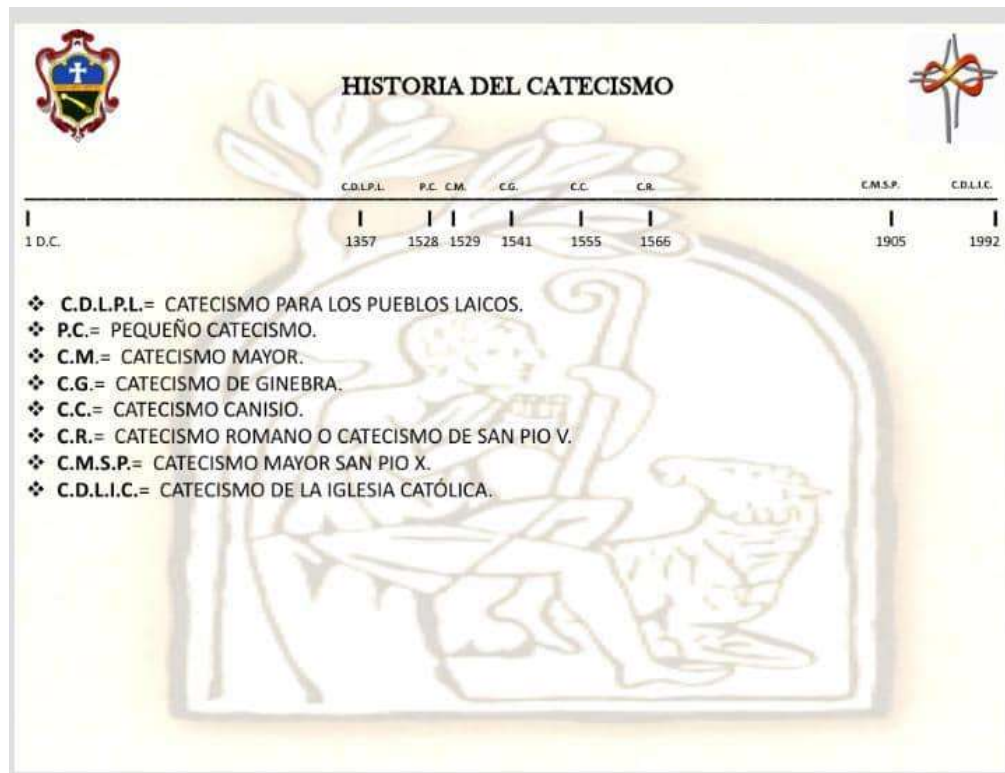 HISTORIA DEL CATECISMO
C.D.L.P.L. P.C. C.M. C.G. C.C. C.R. C.M.S.P. C.D.L.I.C.
1 D.C. 1357 1528 1529 1541 1555 1566 1905 1992
❖ C.D.L.P.L.= CATECISMO PARA LOS PUEBLOS LAICOS.
❖ P.C.= PEQUEÑO CATECISMO.
❖ C.M.= CATECISMO MAYOR.
❖ C.G.= CATECISMO DE GINEBRA.
❖ C.C.= CATECISMO CANISIO.
❖ C.R.= CATECISMO ROMANO O CATECISMO DE SAN PIO V.
❖ C.M.S.P.= CATECISMO MAYOR SAN PIO X.
❖ C.D.L.I.C.= CATECISMO DE LA IGLESIA CATÓLICA.